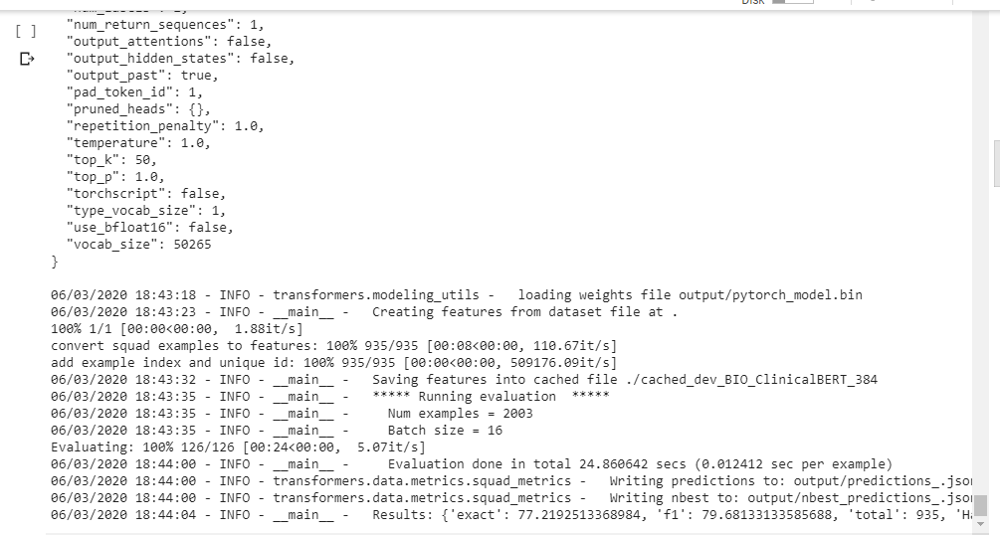 Disk
[ ]
"num_return_sequences": 1,
"output_attentions": false,
"output_hidden_states": false,
"output_past": true,
"pad_token_id": 1,
"pruned_heads": {},
"repetition_penalty": 1.0,
"temperature": 1.0,
"top_k": 50,
"top_p": 1.0,
"torchscript": false,
"type_vocab_size": 1,
"use_bfloat16": false,
"vocab_size": 50265
}
06/03/2020 18:43:18 - INFO - transformers.modeling_utils -   loading weights file output/pytorch_model.bin
06/03/2020 18:43:23 - INFO - __main__ -   Creating features from dataset file at .
100% 1/1 [00:00<00:00,  1.88it/s]
convert squad examples to features: 100% 935/935 [00:08<00:00, 110.67it/s]
add example index and unique id: 100% 935/935 [00:00<00:00, 509176.09it/s]
06/03/2020 18:43:32 - INFO - __main__ -   Saving features into cached file ./cached_dev_BIO_ClinicalBERT_384
06/03/2020 18:43:35 - INFO - __main__ -   ***** Running evaluation  *****
06/03/2020 18:43:35 - INFO - __main__ -     Num examples = 2003
06/03/2020 18:43:35 - INFO - __main__ -     Batch size = 16
Evaluating: 100% 126/126 [00:24<00:00,  5.07it/s]
06/03/2020 18:44:00 - INFO - __main__ -     Evaluation done in total 24.860642 secs (0.012412 sec per example)
06/03/2020 18:44:00 - INFO - transformers.data.metrics.squad_metrics -   Writing predictions to: output/predictions_.json
06/03/2020 18:44:00 - INFO - transformers.data.metrics.squad_metrics -   Writing nbest to: output/nbest_predictions_.json
06/03/2020 18:44:04 - INFO - __main__ -   Results: {'exact': 77.2192513368984, 'f1': 79.68133133585688, 'total': 935,